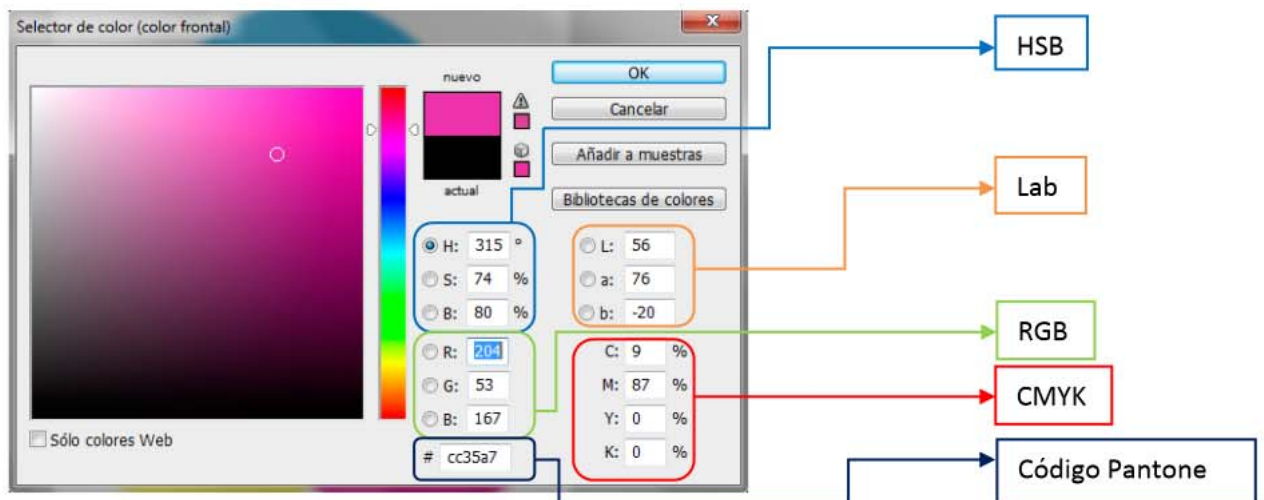 Selector de color (color frontal)
nuevo
actual
OK
Cancelar
Añadir a muestras
Bibliotecas de colores
H: 315 °
S: 74 %
B: 80 %
R: 204
G: 53
B: 167
# cc35a7
L: 56
a: 76
b: -20
C: 9 %
M: 87 %
Y: 0 %
K: 0 %
Sólo colores Web
HSB
Lab
RGB
CMYK
Código Pantone